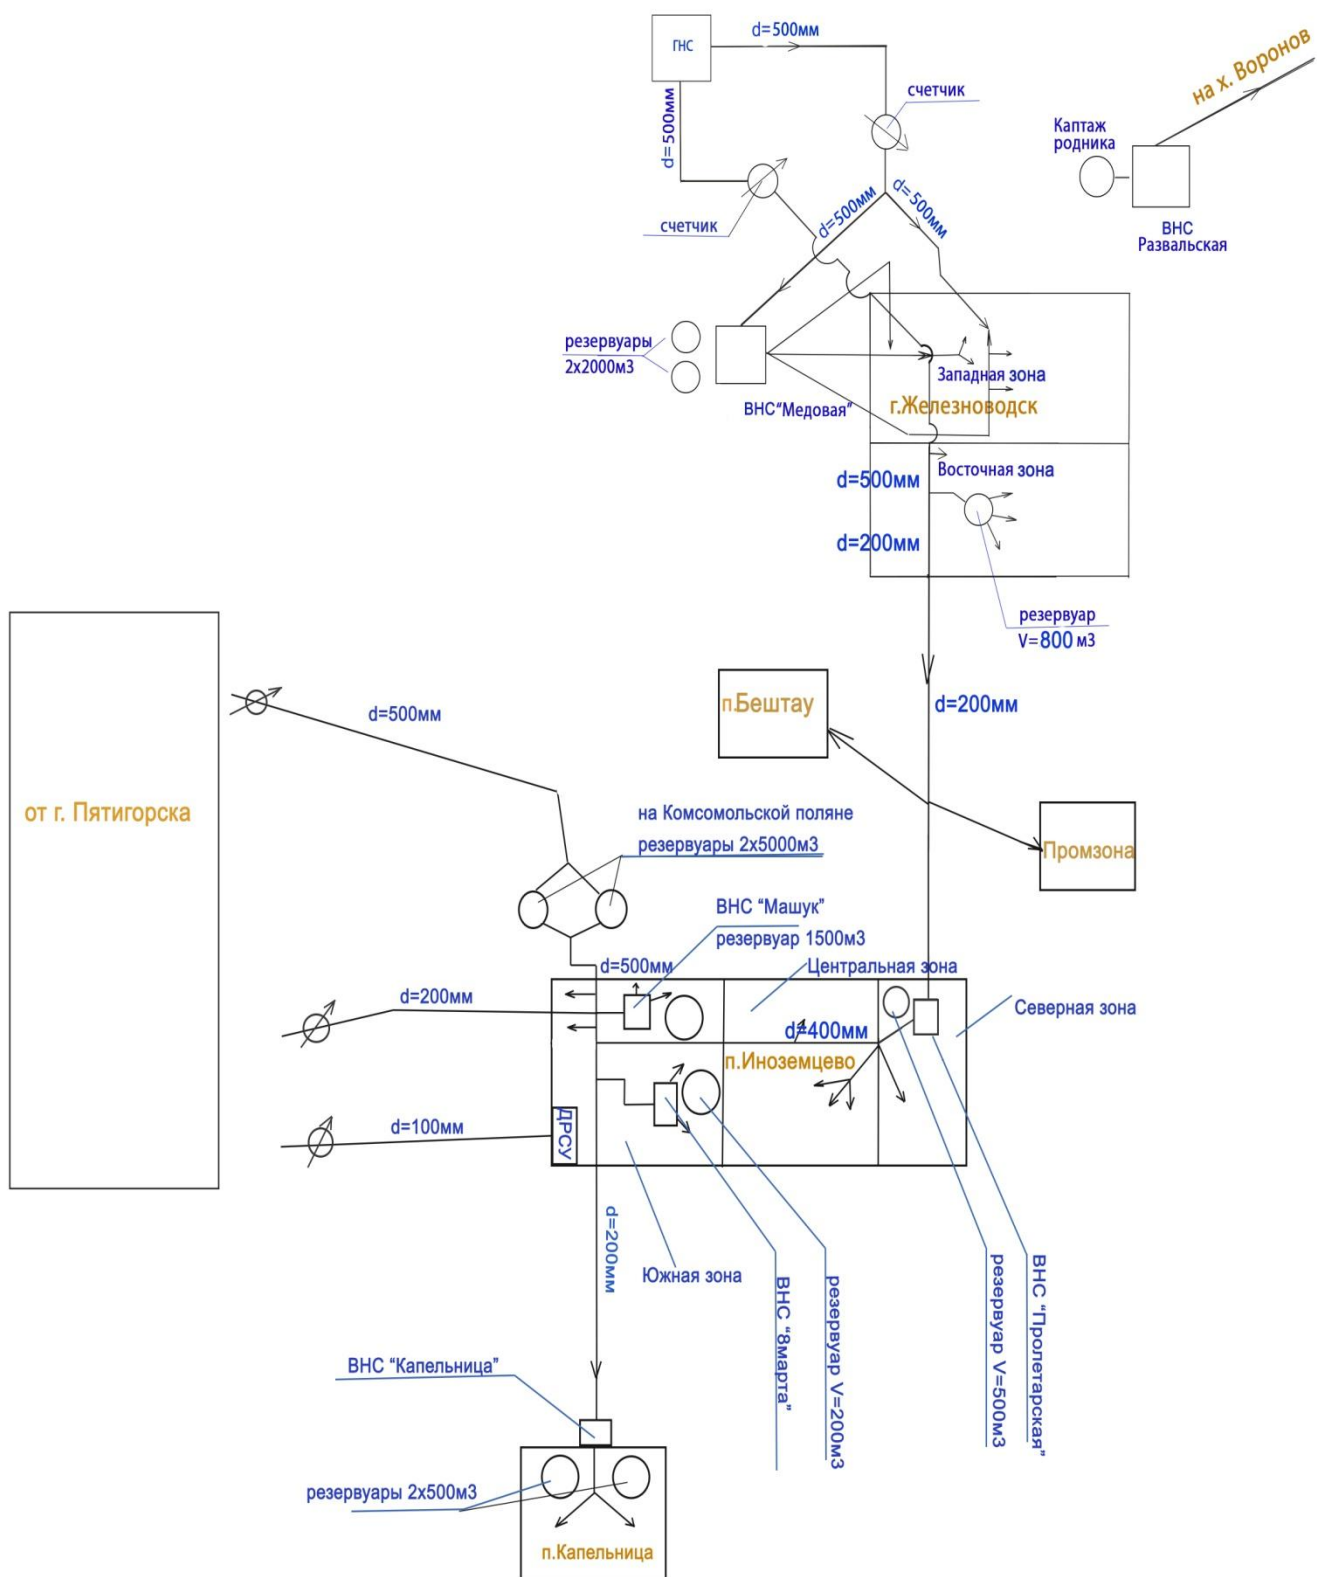 ГНС
d=500мм
на х. Воронов
счетчик
d=500мм
Каптаж
родника
d=500мм
d=500мм
счетчик
ВНС
Развальская
резервуары
2х2000м3
Западная зона
ВНС"Медовая"
г.Железноводск
Восточная зона
d=500мм
d=200мм
резервуар
V=800 м3
п.Бештау
d=200мм
d=500мм
от г. Пятигорска
на Комсомольской поляне
резервуары 2х5000м3
Промзона
ВНС “Машук”
резервуар 1500м3
d=500мм
Центральная зона
d=200мм
Северная зона
d=400мм
п.Иноземцево
d=100мм
ДРСУ
d=200мм
Южная зона
ВНС “8марта”
резервуар V=200м3
резервуар V=500м3
ВНС “Пролетарская”
ВНС “Капельница”
резервуары 2х500м3
п.Капельница